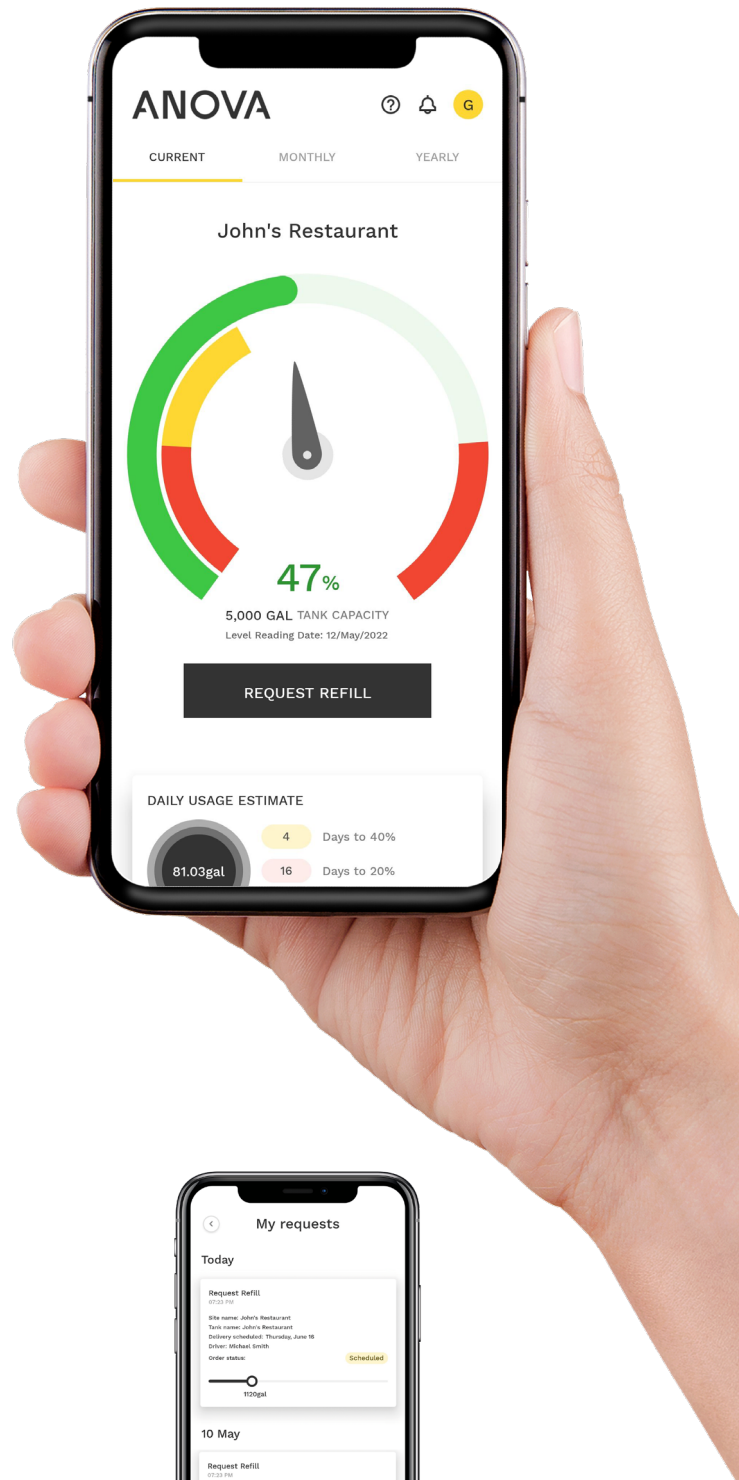 ANOVA
G
CURRENT MONTHLY YEARLY
John's Restaurant
47%
5,000 GAL TANK CAPACITY
Level Reading Date: 12/May/2022
REQUEST REFILL
DAILY USAGE ESTIMATE
4 Days to 40%
81.03gal
16 Days to 20%
My requests
Today
Request Refill
07:23 PM
Site name: John's Restaurant
Tank name: John's Restaurant
Delivery scheduled: Thursday, June 16
Driver: Michael Smith
Order status: Scheduled
1120gal
10 May
Request Refill
07:23 PM